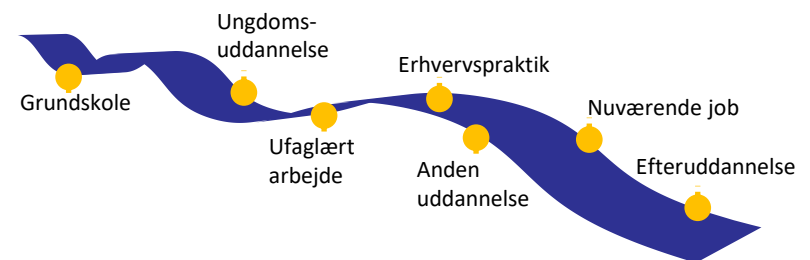 Grundskole
Ungdoms-
uddannelse
Ufaglært
arbejde
Erhvervspraktik
Anden
uddannelse
Nuværende job
Efteruddannelse